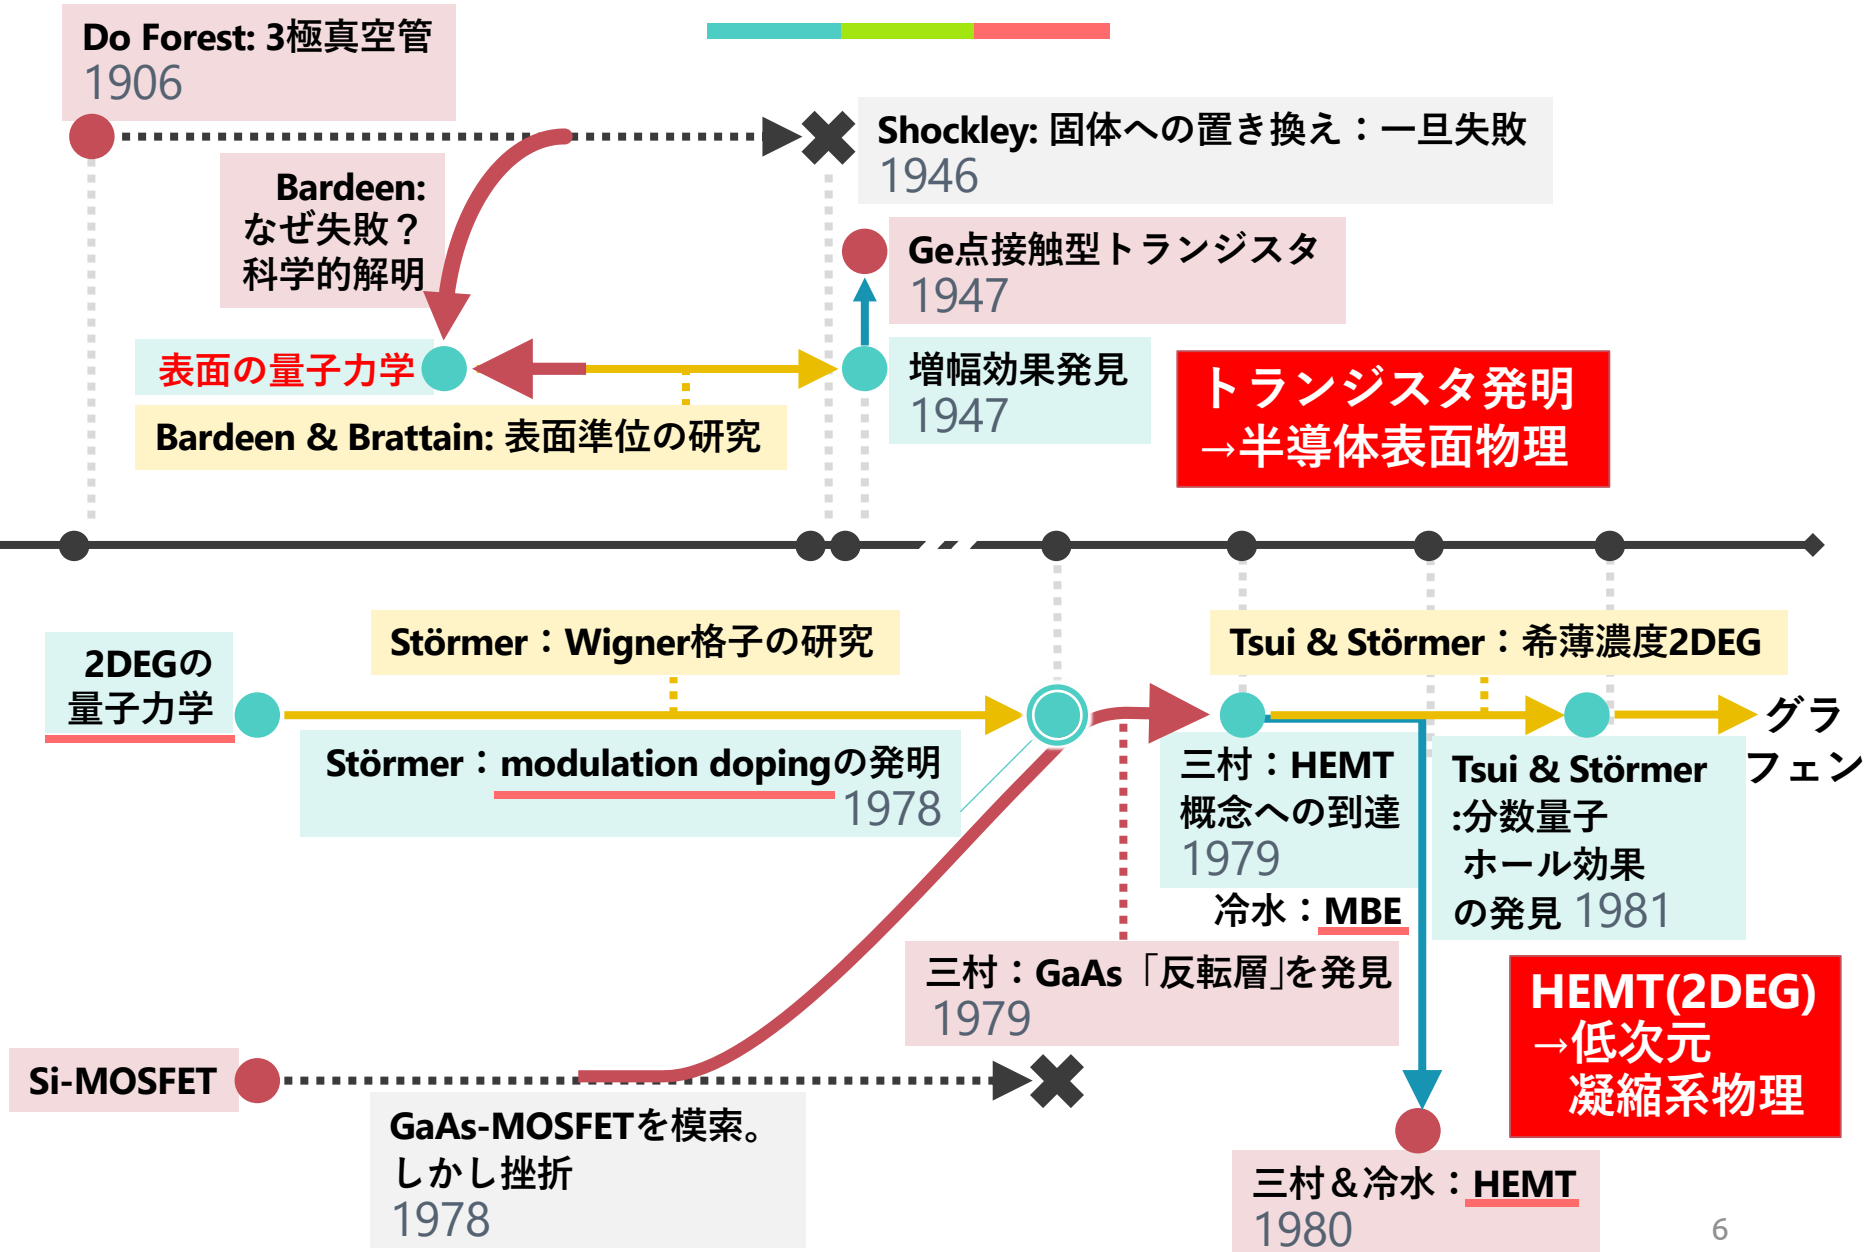 Do Forest: 3極真空管
1906
Shockley: 固体への置き換え：一旦失敗
1946
Bardeen:
なぜ失敗？
科学的解明
Ge点接触型トランジスタ
1947
表面の量子力学
増幅効果発見
1947
Bardeen & Brattain: 表面準位の研究
トランジスタ発明
→半導体表面物理
2DEGの
量子力学
Störmer：Wigner格子の研究
Störmer：modulation dopingの発明
1978
Tsui & Störmer：希薄濃度2DEG
グラ
フェン
三村：HEMT
概念への到達
1979
冷水：MBE
Tsui & Störmer
:分数量子
ホール効果
の発見 1981
三村：GaAs「反転層」を発見
1979
HEMT(2DEG)
→低次元
凝縮系物理
Si-MOSFET
GaAs-MOSFETを模索。
しかし挫折
1978
三村＆冷水：HEMT
1980
6